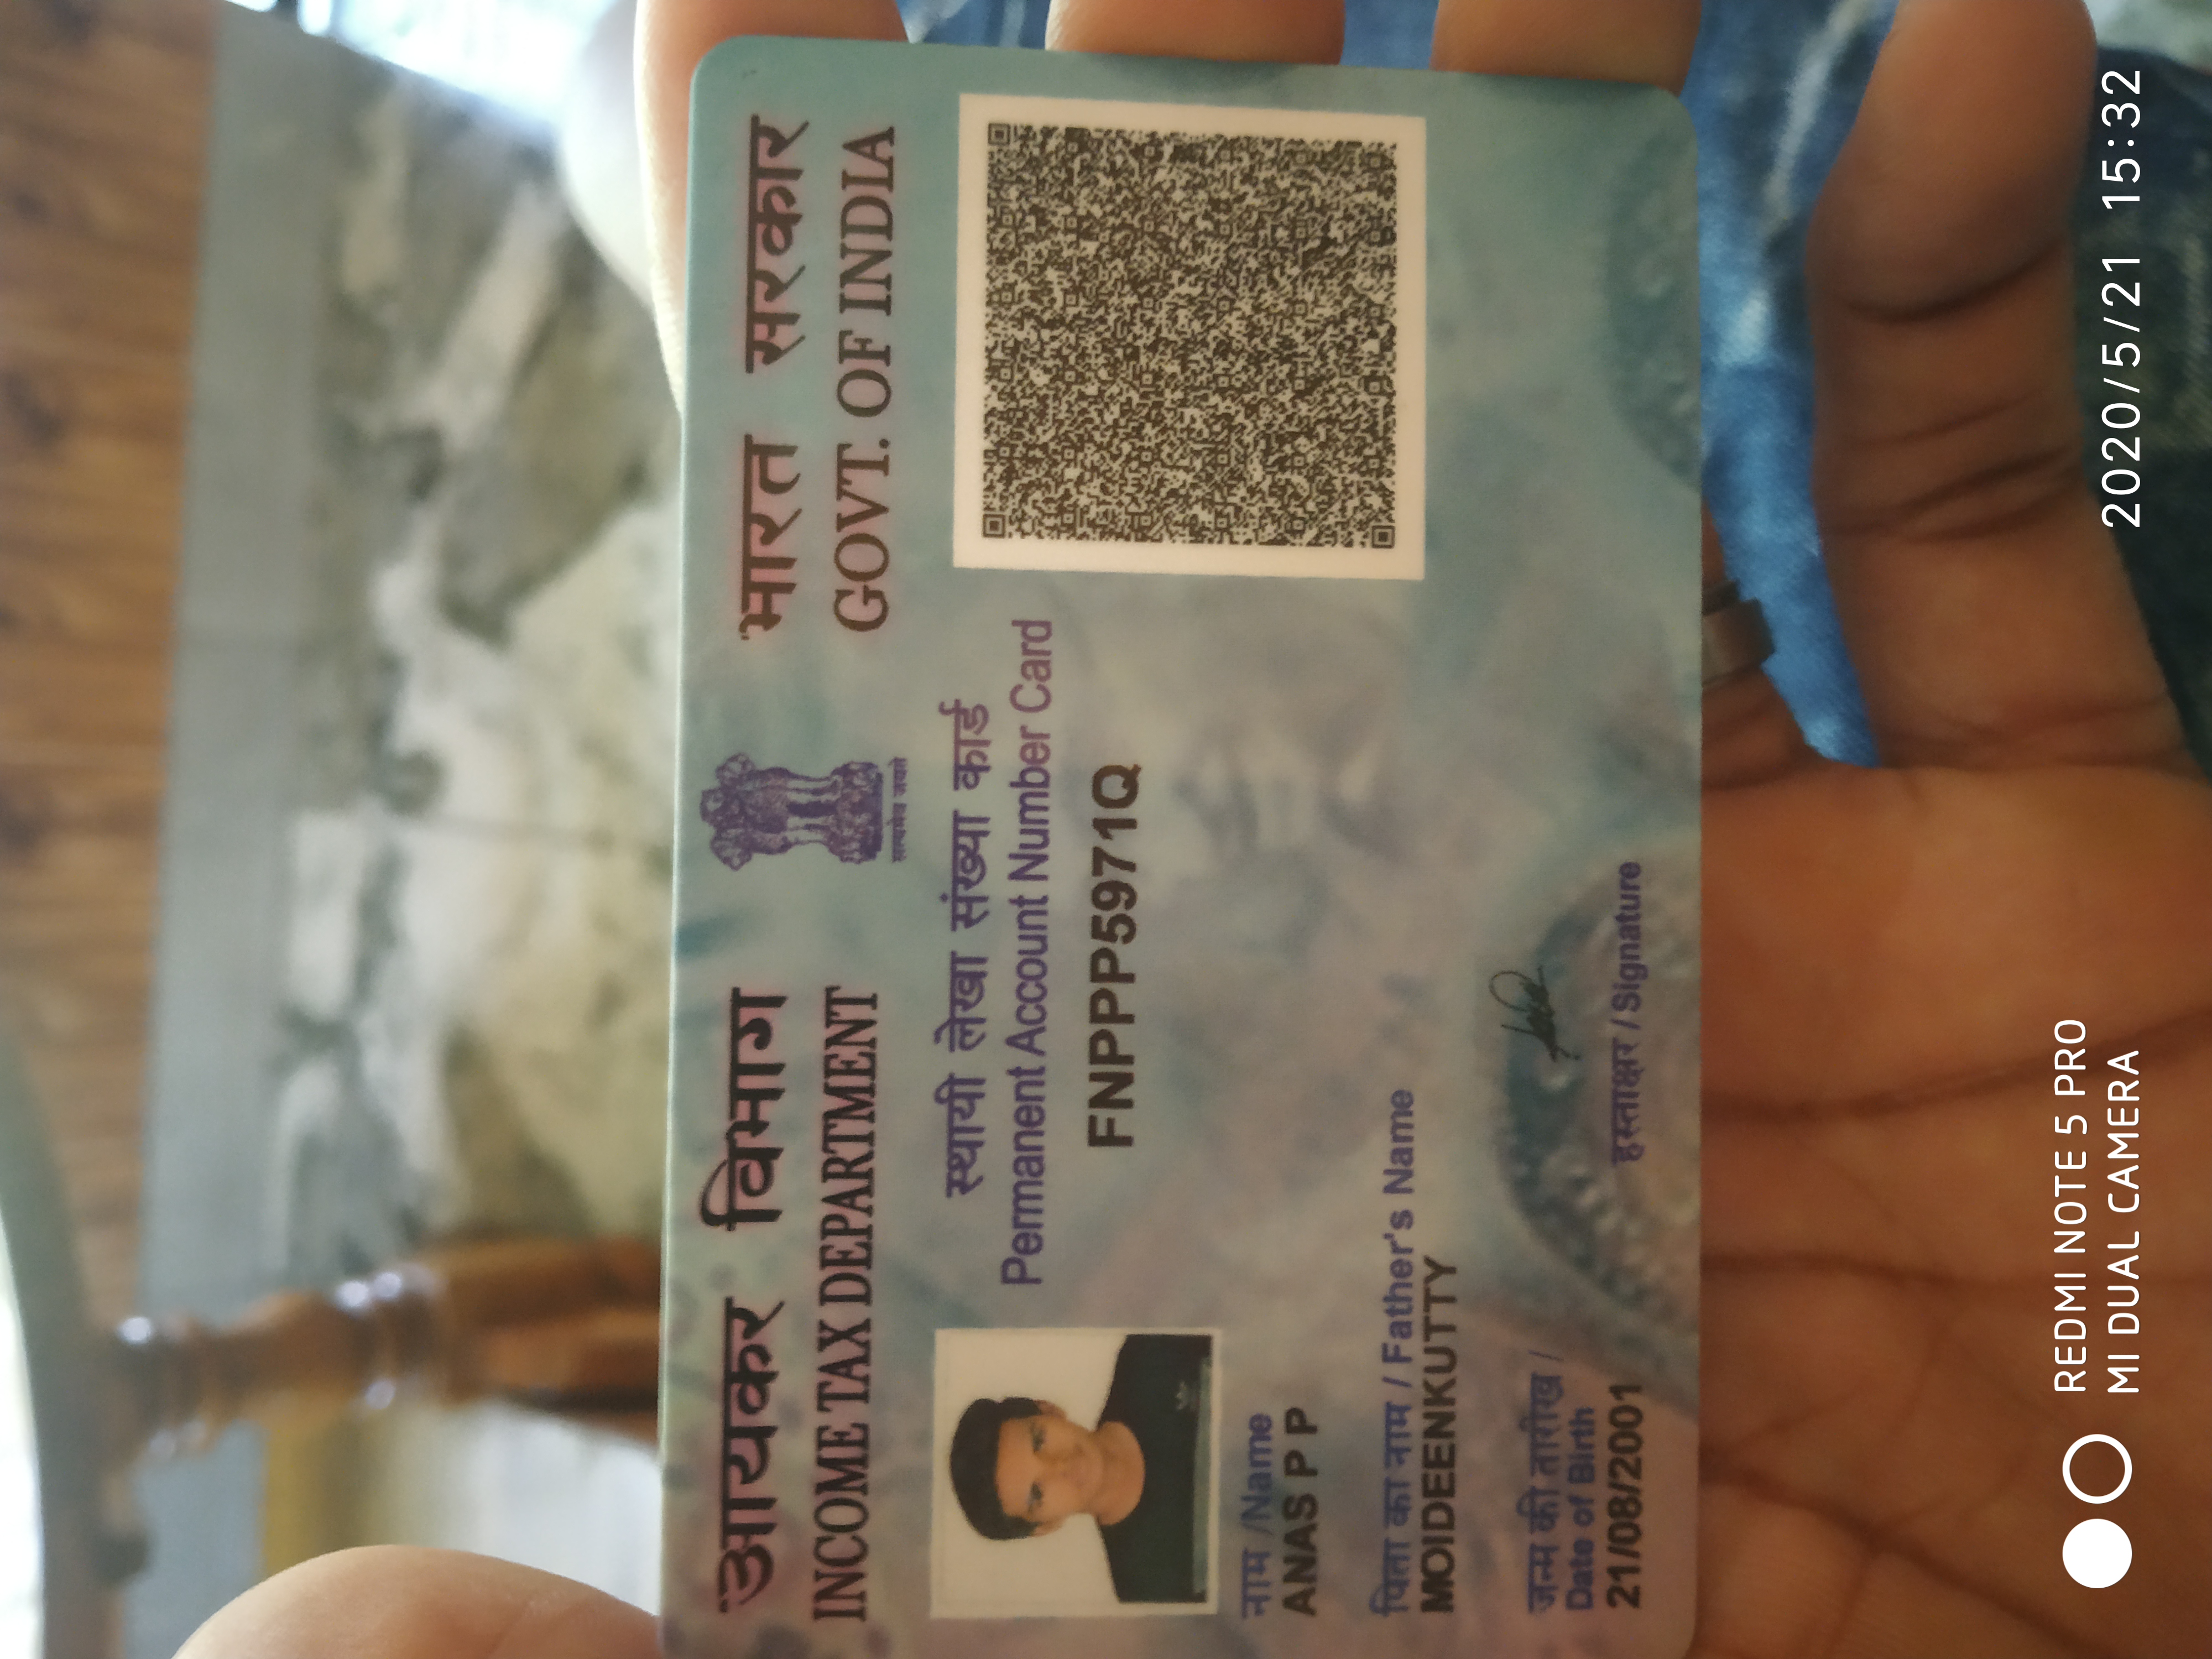 आयकर विभाग
INCOME TAX DEPARTMENT
सत्यमेव जयते
भारत सरकार
GOVT. OF INDIA
स्थायी लेखा संख्या कार्ड
Permanent Account Number Card
FNPPP5971Q
नाम /Name
ANAS P P
पिता का नाम / Father's Name
MOIDEENKUTTY
जन्म की तारीख /
Date of Birth
21/08/2001
हस्ताक्षर / Signature
REDMI NOTE 5 PRO
MI DUAL CAMERA
2020/5/21 15:32